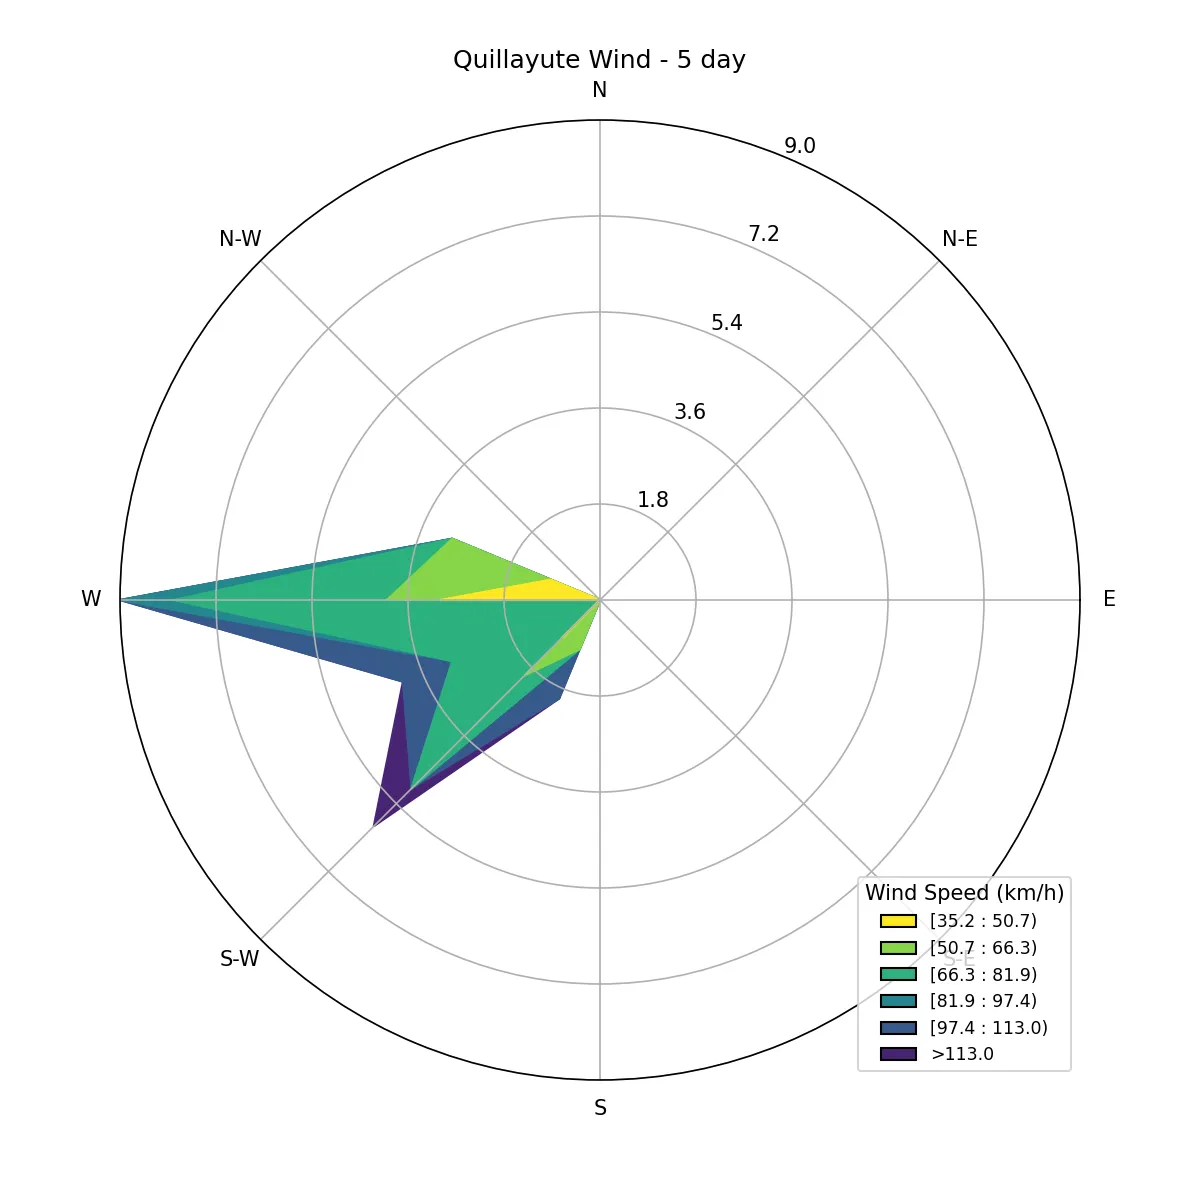 Quillayute Wind - 5 day
N
9.0
N-W
7.2
N-E
5.4
3.6
1.8
W
E
S-W
S-E
Wind Speed (km/h)
[35.2 : 50.7)
[50.7 : 66.3)
[66.3 : 81.9)
[81.9 : 97.4)
[97.4 : 113.0)
>113.0
S